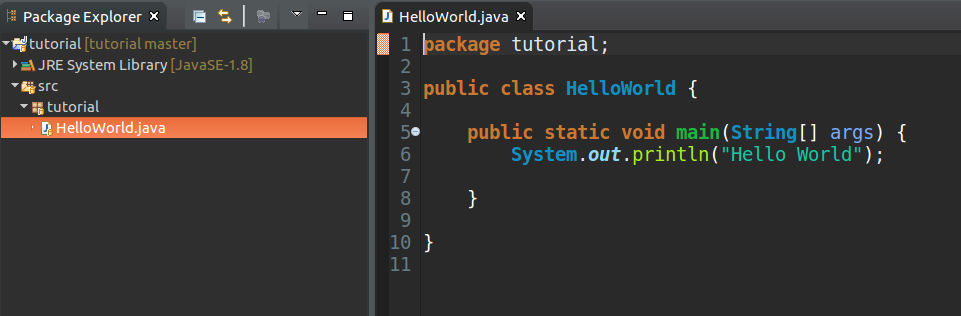 Package Explorer
tutorial [tutorial master]
JRE System Library [JavaSE-1.8]
src
tutorial
HelloWorld.java
HelloWorld.java
1 package tutorial;
2
3 public class HelloWorld {
4
5     public static void main(String[] args) {
6         System.out.println("Hello World");
7
8     }
9
10 }
11